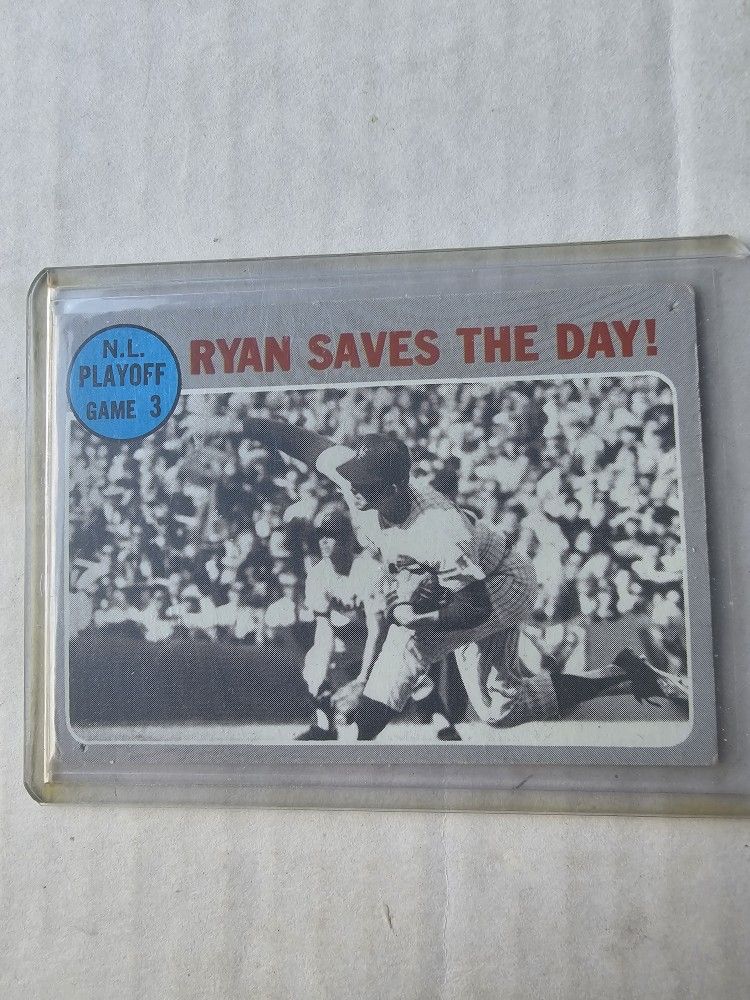 N.L.
PLAYOFF
GAME 3
RYAN SAVES THE DAY!